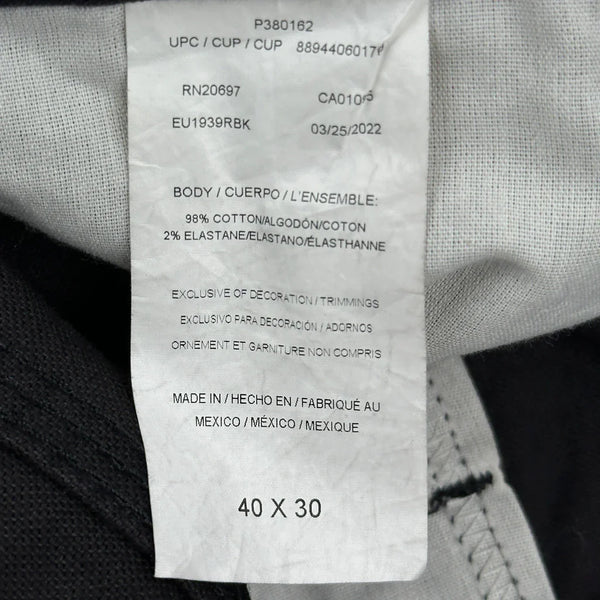 P380162
UPC / CUP / CUP 889440601
RN20697 CA010
EU1939RBK 03/25/2022
BODY / CUERPO / L'ENSEMBLE:
98% COTTON/ALGODÓN/COTON
2% ELASTANE/ELASTANO/ÉLASTHANNE
EXCLUSIVE OF DECORATION / TRIMMINGS
EXCLUSIVO PARA DECORACIÓN / ADORNOS
ORNEMENT ET GARNITURE NON COMPRIS
MADE IN / HECHO EN / FABRIQUÉ AU
MEXICO / MÉXICO / MEXIQUE
40 X 30